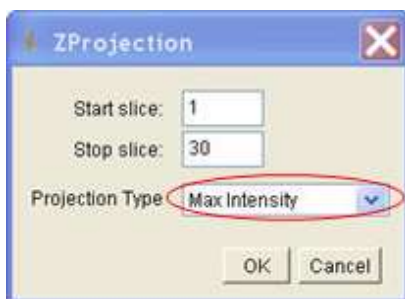 ZProjection
Start slice: 1
Stop slice: 30
Projection Type Max Intensity
OK Cancel